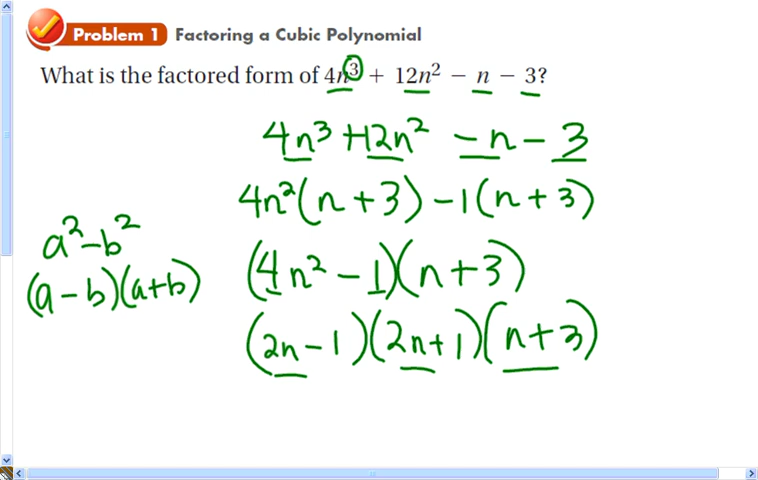 Problem 1 Factoring a Cubic Polynomial
What is the factored form of 4n³ + 12n² − n − 3?
4n³ + 12n² − n − 3
4n²(n + 3) − 1(n + 3)
a² − b²
(4n² − 1)(n + 3)
(a − b)(a + b)
(2n − 1)(2n + 1)(n + 3)